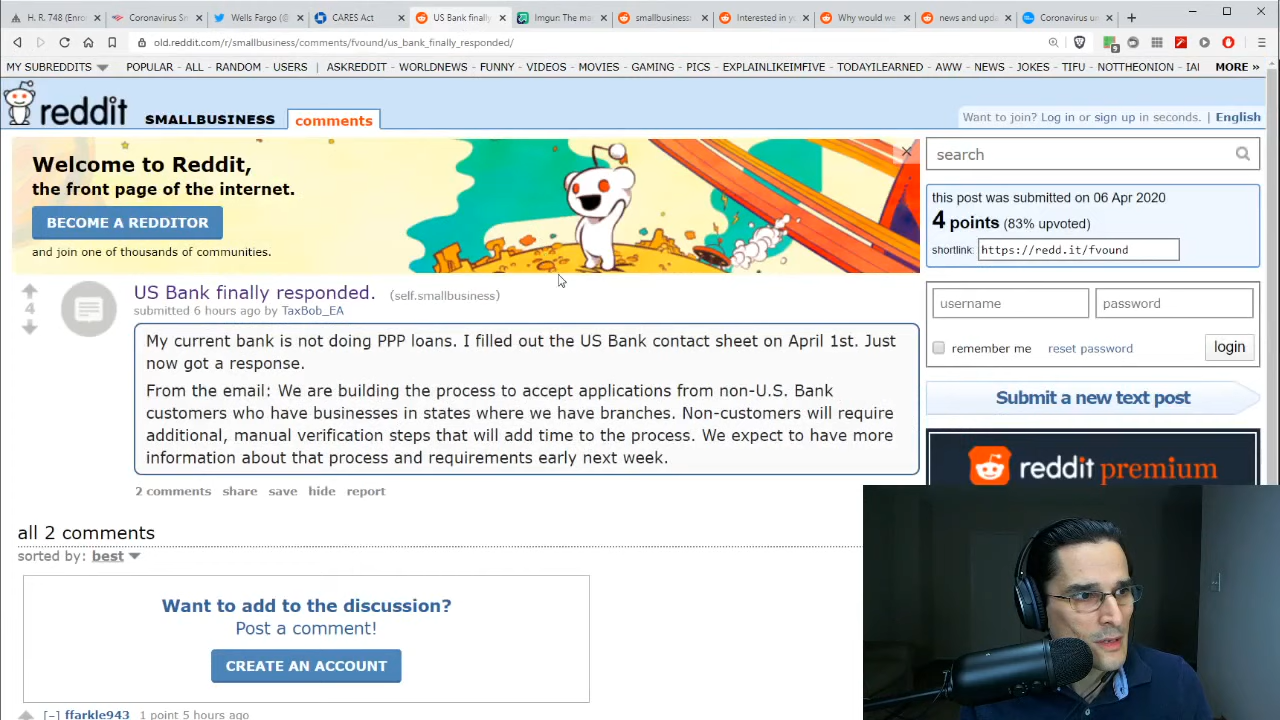 H. R. 748 (Enro
Coronavirus Sm
Wells Fargo (@
CARES Act
US Bank finally
Imgur: The ma
smallbusiness:
Interested in yo
Why would we
news and upda
Coronavirus up
old.reddit.com/r/smallbusiness/comments/fvound/us_bank_finally_responded/
MY SUBREDDITS POPULAR - ALL - RANDOM - USERS | ASKREDDIT - WORLDNEWS - FUNNY - VIDEOS - MOVIES - GAMING - PICS - EXPLAINLIKEIMFIVE - TODAYILEARNED - AWW - NEWS - JOKES - TIFU - NOTTHEONION - IAI MORE »
reddit SMALLBUSINESS comments
Want to join? Log in or sign up in seconds. | English
Welcome to Reddit,
the front page of the internet.
BECOME A REDDITOR
and join one of thousands of communities.
search
this post was submitted on 06 Apr 2020
4 points (83% upvoted)
shortlink: https://redd.it/fvound
4
US Bank finally responded. (self.smallbusiness)
submitted 6 hours ago by TaxBob_EA
My current bank is not doing PPP loans. I filled out the US Bank contact sheet on April 1st. Just
now got a response.
From the email: We are building the process to accept applications from non-U.S. Bank
customers who have businesses in states where we have branches. Non-customers will require
additional, manual verification steps that will add time to the process. We expect to have more
information about that process and requirements early next week.
2 comments share save hide report
username password
remember me reset password login
Submit a new text post
reddit premium
all 2 comments
sorted by: best
Want to add to the discussion?
Post a comment!
CREATE AN ACCOUNT
[–] ffarkle943 1 point 5 hours ago